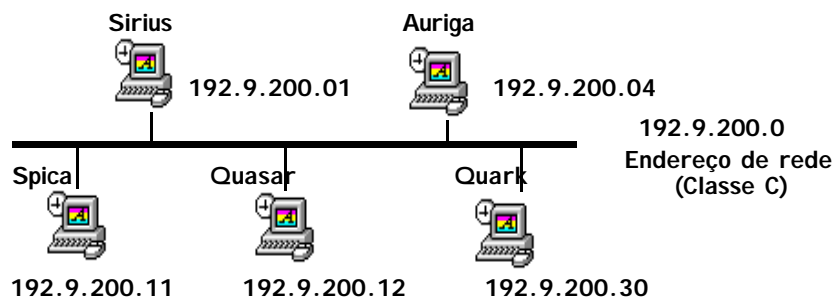 Sirius
Auriga
192.9.200.01
192.9.200.04
192.9.200.0
Endereço de rede
(Classe C)
Spica
Quasar
Quark
192.9.200.11
192.9.200.12
192.9.200.30